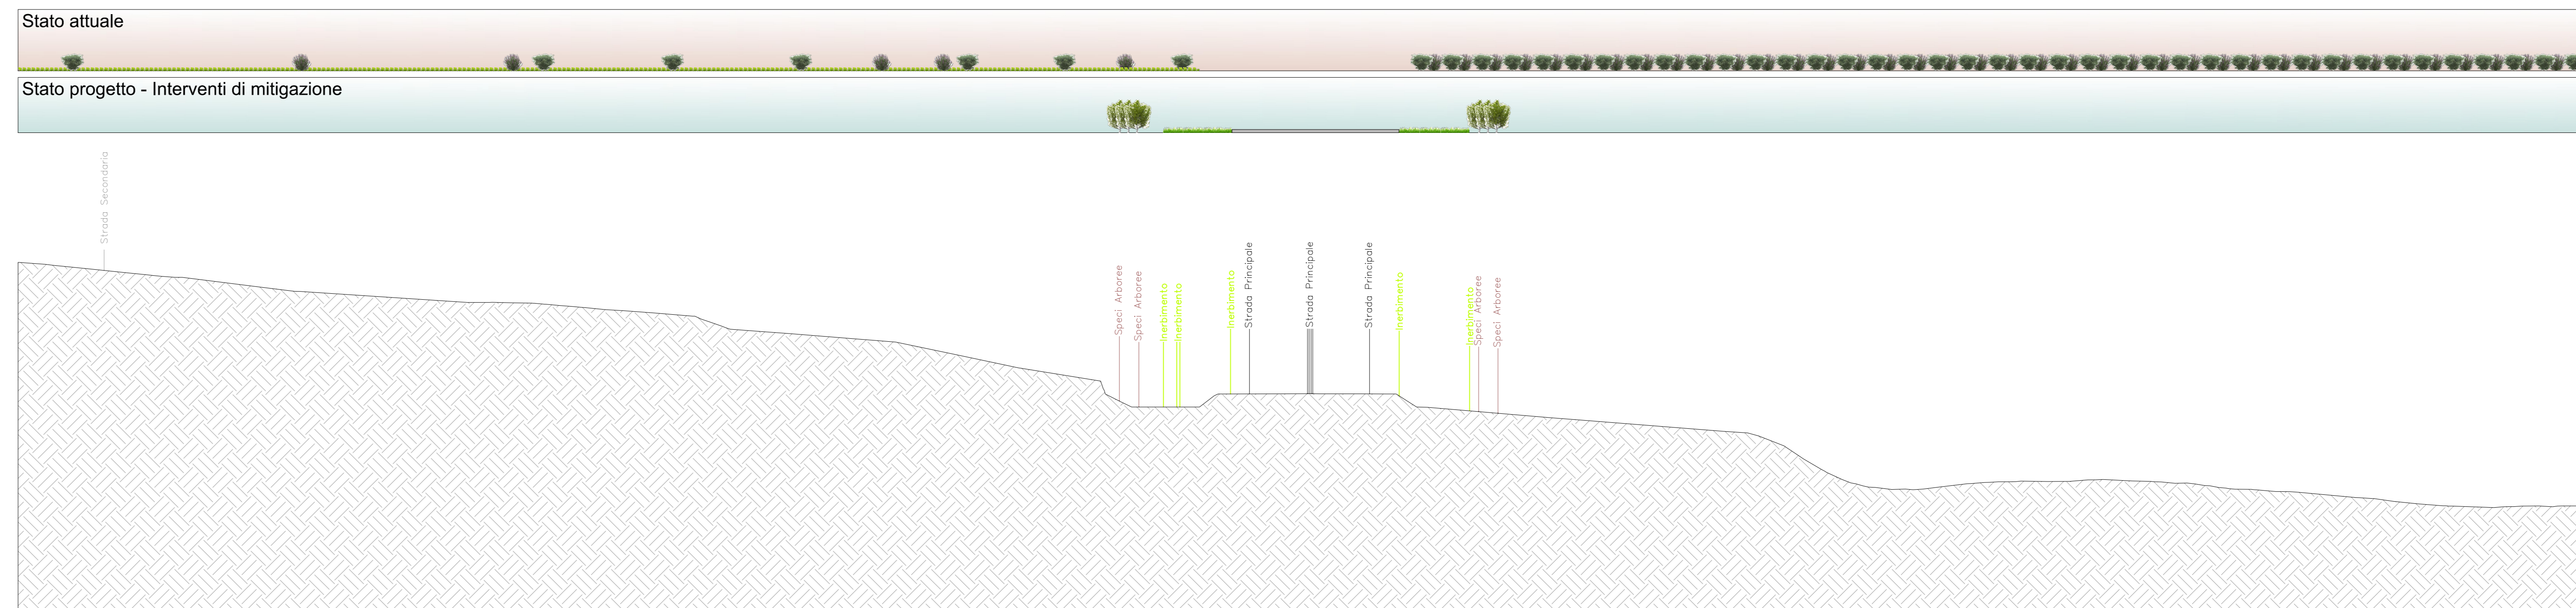 Stato attuale
Stato progetto - Interventi di mitigazione
Strada Secondaria
Speci Arboree
Speci Arboree
Inerbimento
Inerbimento
Inerbimento
Strada Principale
Strada Principale
Strada Principale
Inerbimento
Inerbimento
Speci Arboree
Speci Arboree